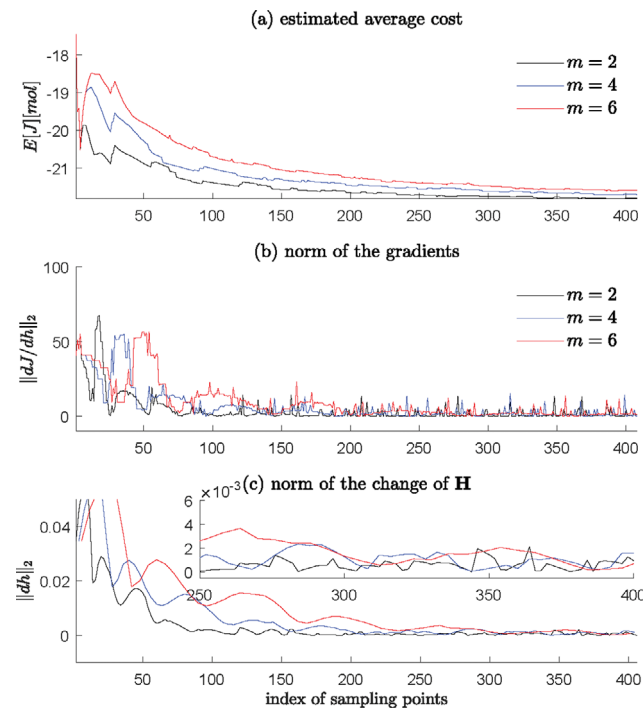 (a) estimated average cost
-18
-19
-20
-21
E[J][mol]
m = 2
m = 4
m = 6
50 100 150 200 250 300 350 400
(b) norm of the gradients
100
50
0
‖dJ/dh‖₂
m = 2
m = 4
m = 6
50 100 150 200 250 300 350 400
(c) norm of the change of H
×10⁻³
6
4
2
0
250 300 350 400
0.04
0.02
0
‖dh‖₂
50 100 150 200 250 300 350 400
index of sampling points